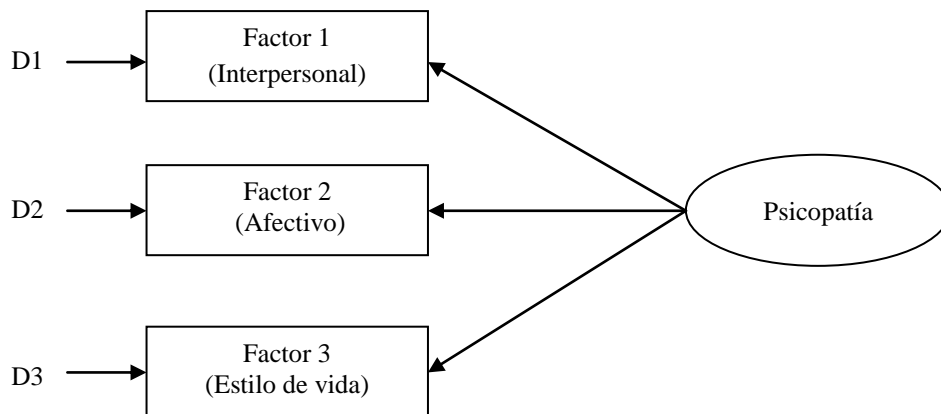 Factor 1
(Interpersonal)
D1
Factor 2
(Afectivo)
D2
Psicopatía
Factor 3
(Estilo de vida)
D3